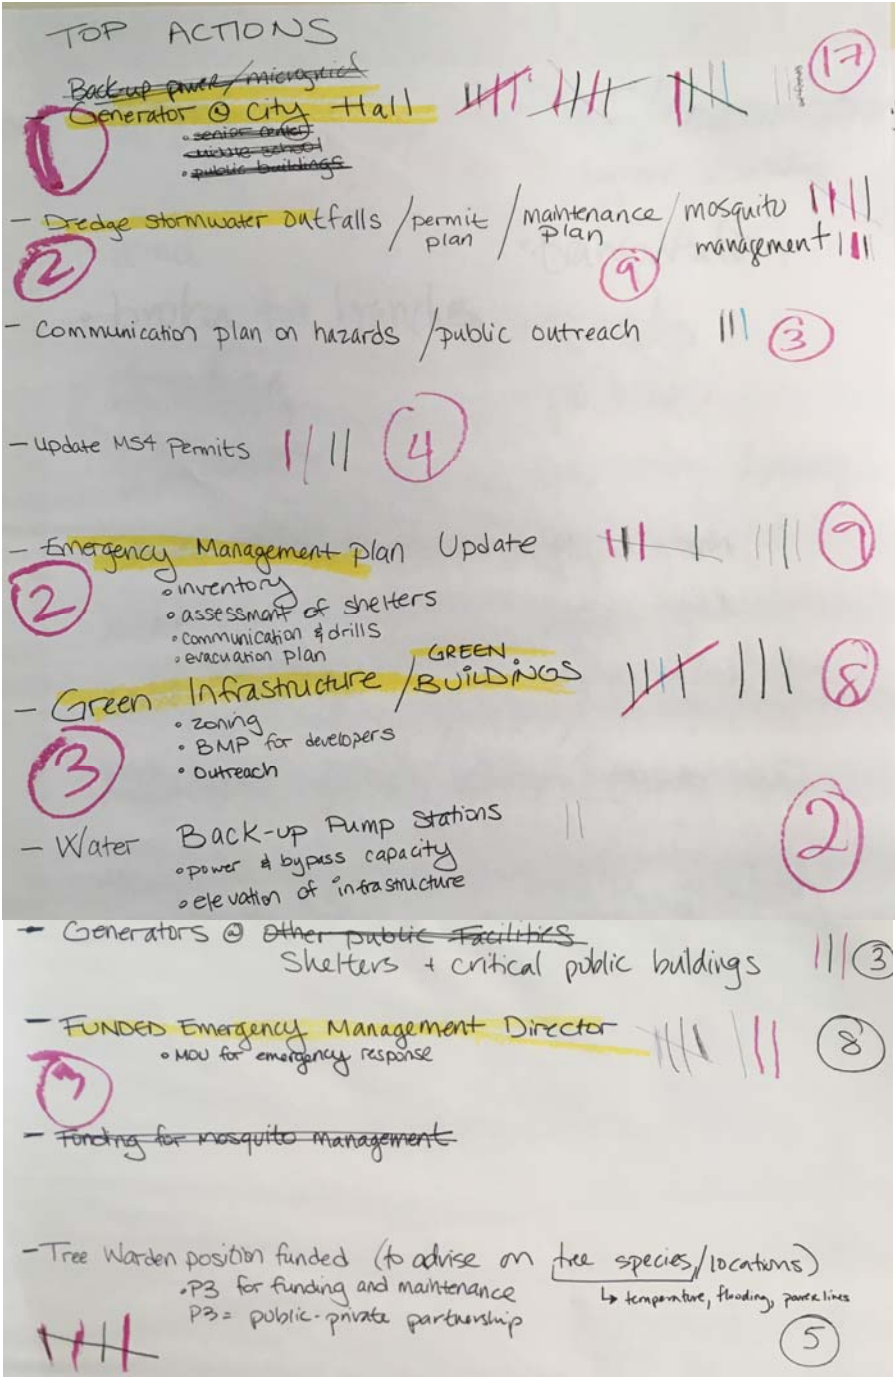 TOP ACTIONS
Back-up power/microgrid
- Generator @ City Hall
17
1
• senior center
middle school
• public buildings
- Dredge stormwater outfalls / permit plan / maintenance plan / mosquito management
2
9
- Communication plan on hazards / public outreach
3
- Update MS4 Permits
4
- Emergency Management plan Update
9
2
• inventory
• assessment of shelters
• communication & drills
• evacuation plan
- Green Infrastructure / GREEN BUILDINGS
8
3
• zoning
• BMP for developers
• outreach
- Water Back-up Pump Stations
2
• power & bypass capacity
• elevation of infrastructure
- Generators @ Other public Facilities
Shelters + critical public buldings
3
- FUNDED Emergency Management Director
8
• MOU for emergency response
- Funding for mosquito management
- Tree Warden position funded (to advise on tree species/locations)
• P3 for funding and maintenance
↳ temperature, flooding, power lines
P3 = public-private partnership
5